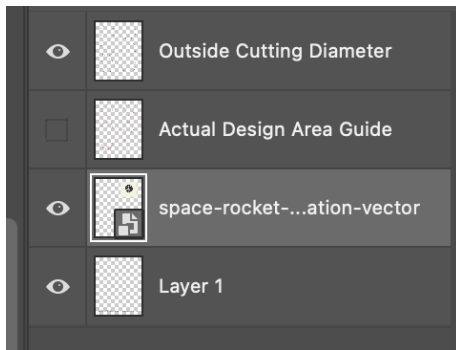 Outside Cutting Diameter
Actual Design Area Guide
space-rocket-...ation-vector
Layer 1